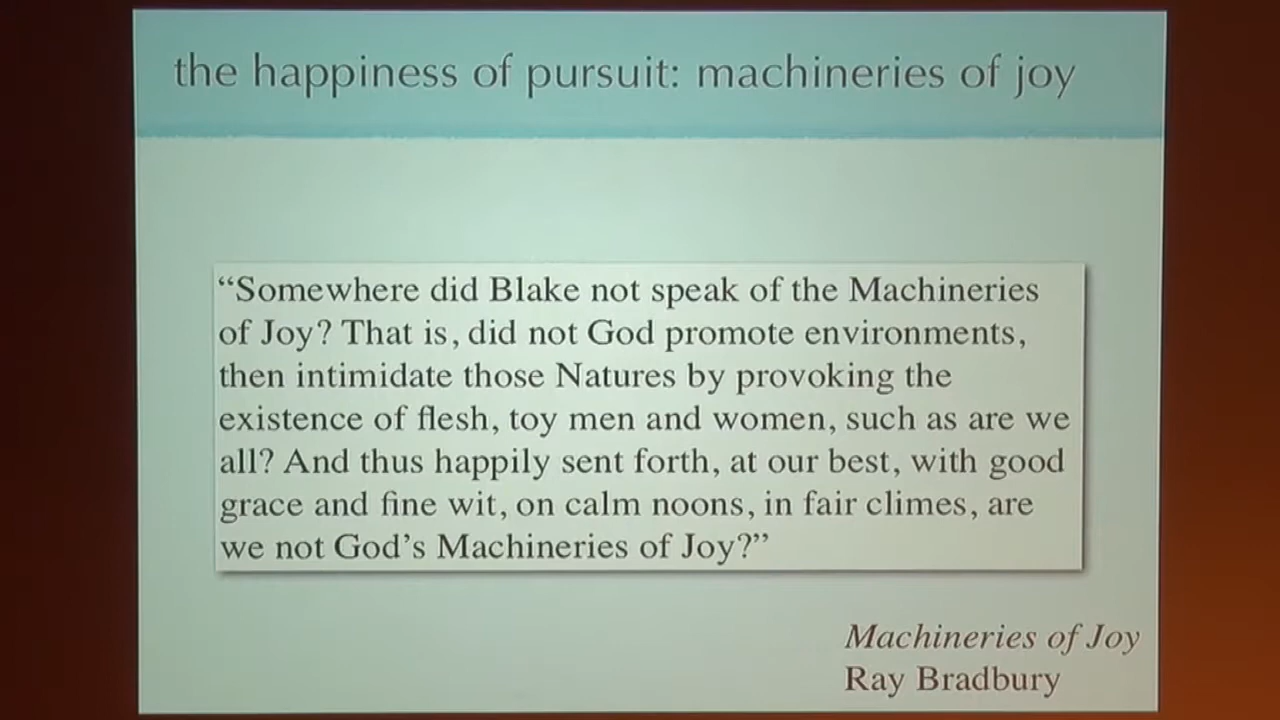 the happiness of pursuit: machineries of joy
“Somewhere did Blake not speak of the Machineries
of Joy? That is, did not God promote environments,
then intimidate those Natures by provoking the
existence of flesh, toy men and women, such as are we
all? And thus happily sent forth, at our best, with good
grace and fine wit, on calm noons, in fair climes, are
we not God’s Machineries of Joy?”
Machineries of Joy
Ray Bradbury